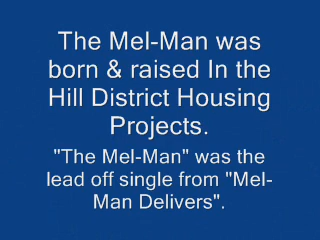 The Mel-Man was
born & raised In the
Hill District Housing
Projects.
"The Mel-Man" was the
lead off single from "Mel-
Man Delivers".